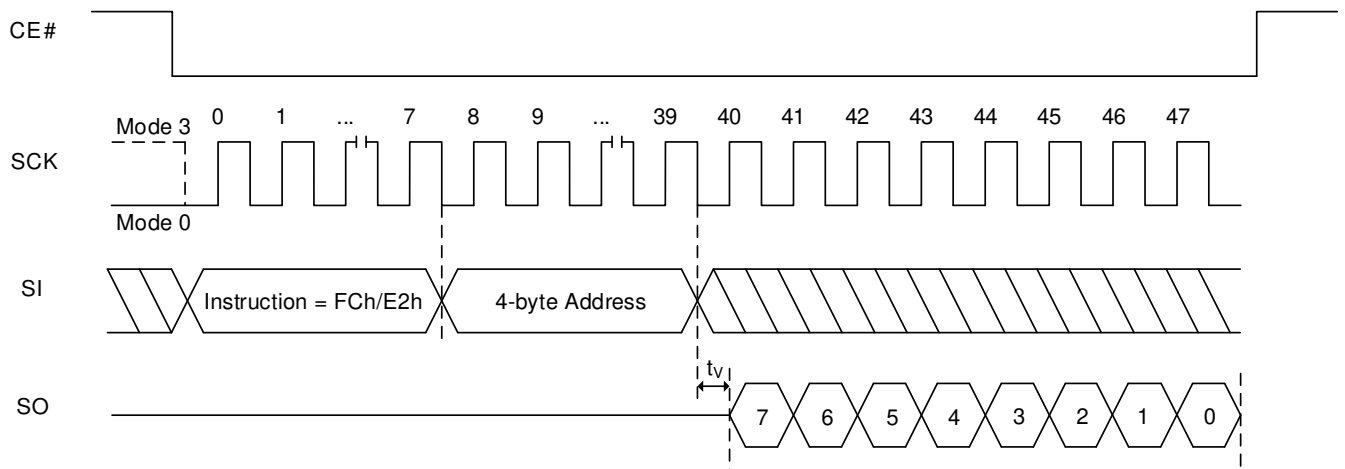 CE#
0 1 ... 7 8 9 ... 39 40 41 42 43 44 45 46 47
Mode 3
SCK
Mode 0
SI
Instruction = FCh/E2h 4-byte Address
tV
SO
7 6 5 4 3 2 1 0